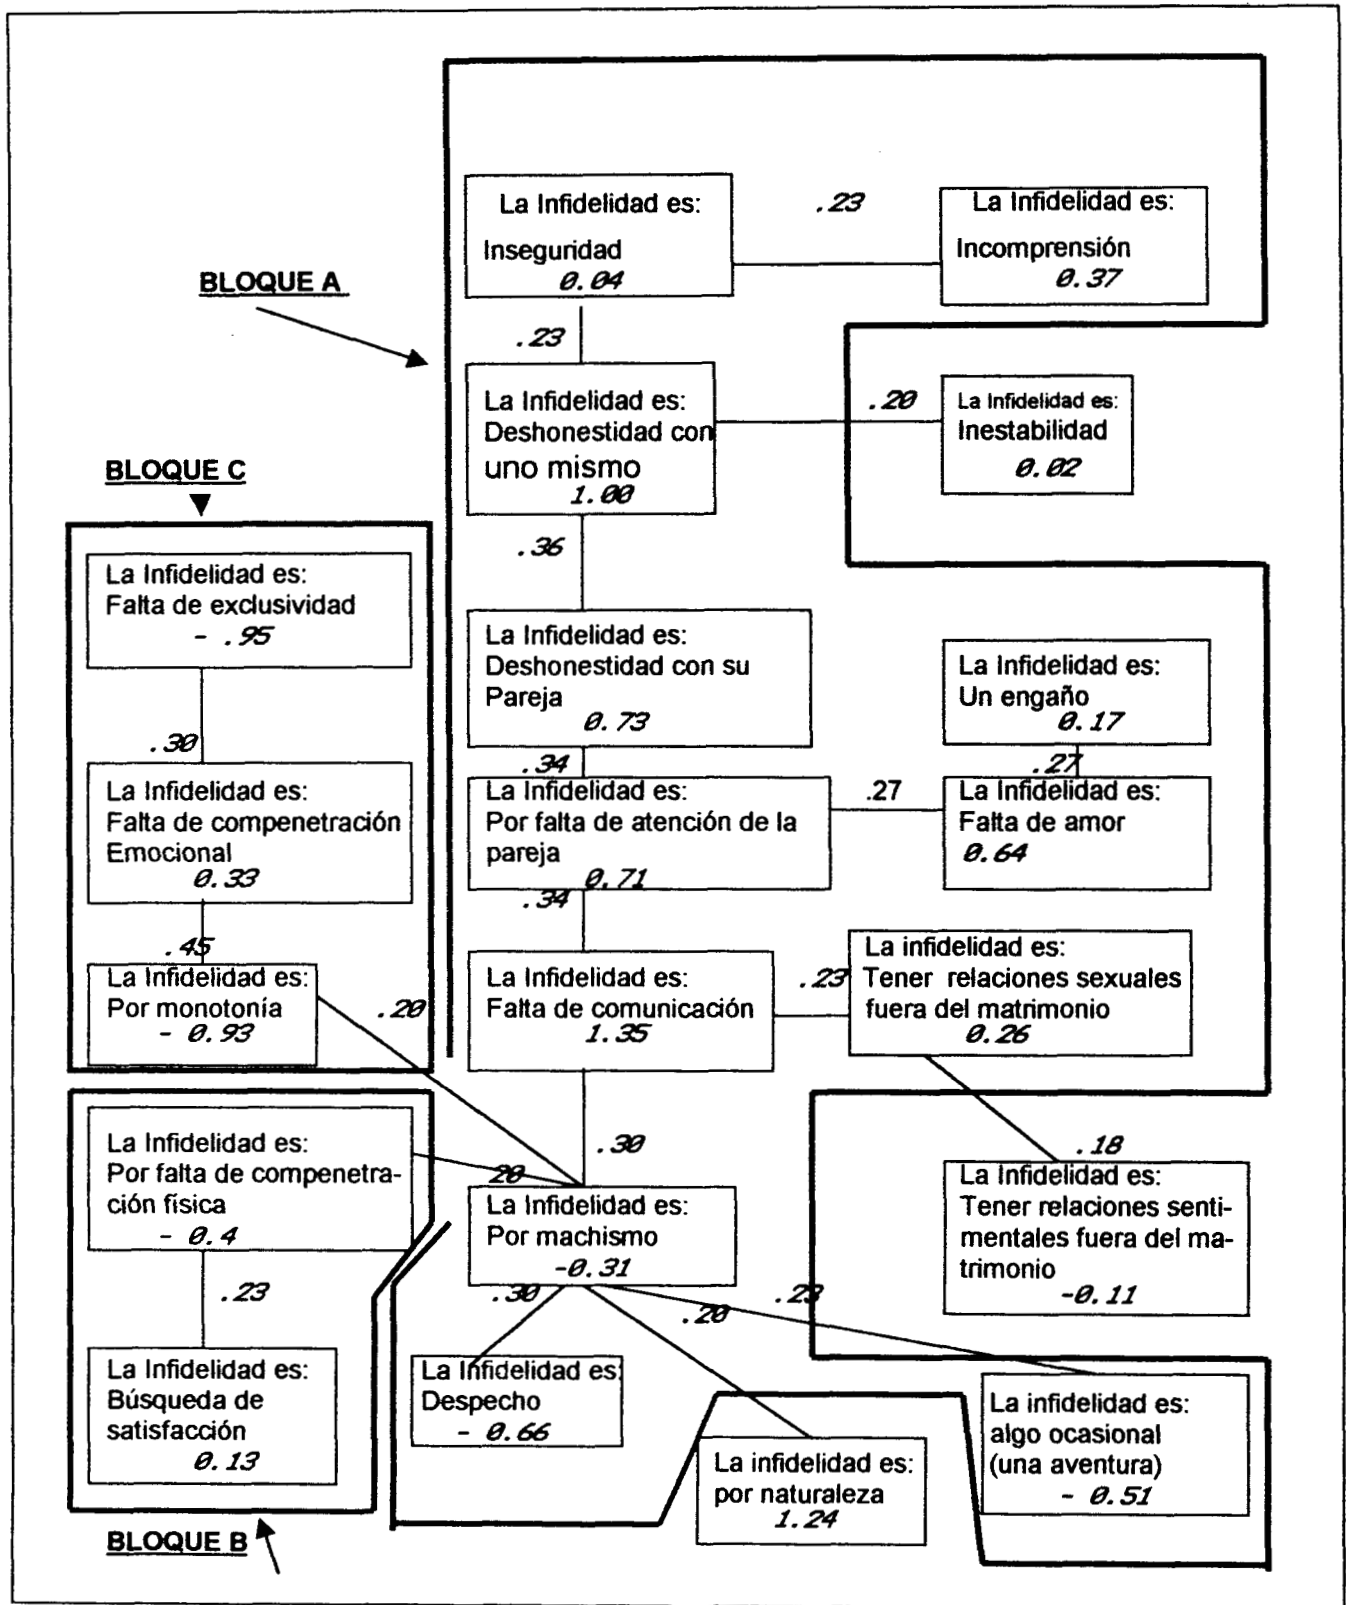 La Infidelidad es:
Inseguridad
0.04
.23
La Infidelidad es:
Incomprensión
0.37
BLOQUE A
.23
La Infidelidad es:
Deshonestidad con
uno mismo
1.00
.20
La Infidelidad es:
Inestabilidad
0.02
BLOQUE C
.36
La Infidelidad es:
Falta de exclusividad
- .95
La Infidelidad es:
Deshonestidad con su
Pareja
0.73
La Infidelidad es:
Un engaño
0.17
.30
.34
.27
La Infidelidad es:
Falta de compenetración
Emocional
0.33
La Infidelidad es:
Por falta de atención de la
pareja
0.71
.27
La Infidelidad es:
Falta de amor
0.64
.34
.45
La Infidelidad es:
Por monotonía
- 0.93
.20
La Infidelidad es:
Falta de comunicación
1.35
.23
La infidelidad es:
Tener relaciones sexuales
fuera del matrimonio
0.26
La Infidelidad es:
Por falta de compenetra-
ción física
- 0.4
.20
.30
.18
La Infidelidad es:
Por machismo
-0.31
La Infidelidad es:
Tener relaciones senti-
mentales fuera del ma-
trimonio
-0.11
.23
.30
.20
.23
La Infidelidad es:
Búsqueda de
satisfacción
0.13
La Infidelidad es:
Despecho
- 0.66
La infidelidad es:
por naturaleza
1.24
La infidelidad es:
algo ocasional
(una aventura)
- 0.51
BLOQUE B